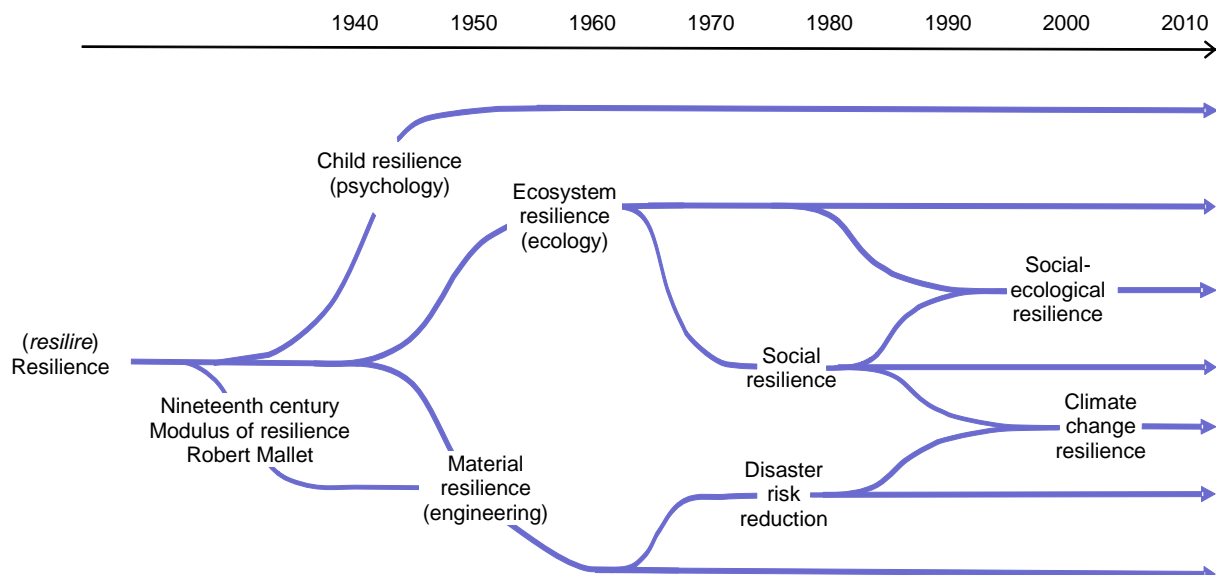 1940 1950 1960 1970 1980 1990 2000 2010
Child resilience
(psychology)
Ecosystem
resilience
(ecology)
Social-
ecological
resilience
(resilire)
Resilience
Social
resilience
Nineteenth century
Modulus of resilience
Robert Mallet
Climate
change
resilience
Material
resilience
(engineering)
Disaster
risk
reduction